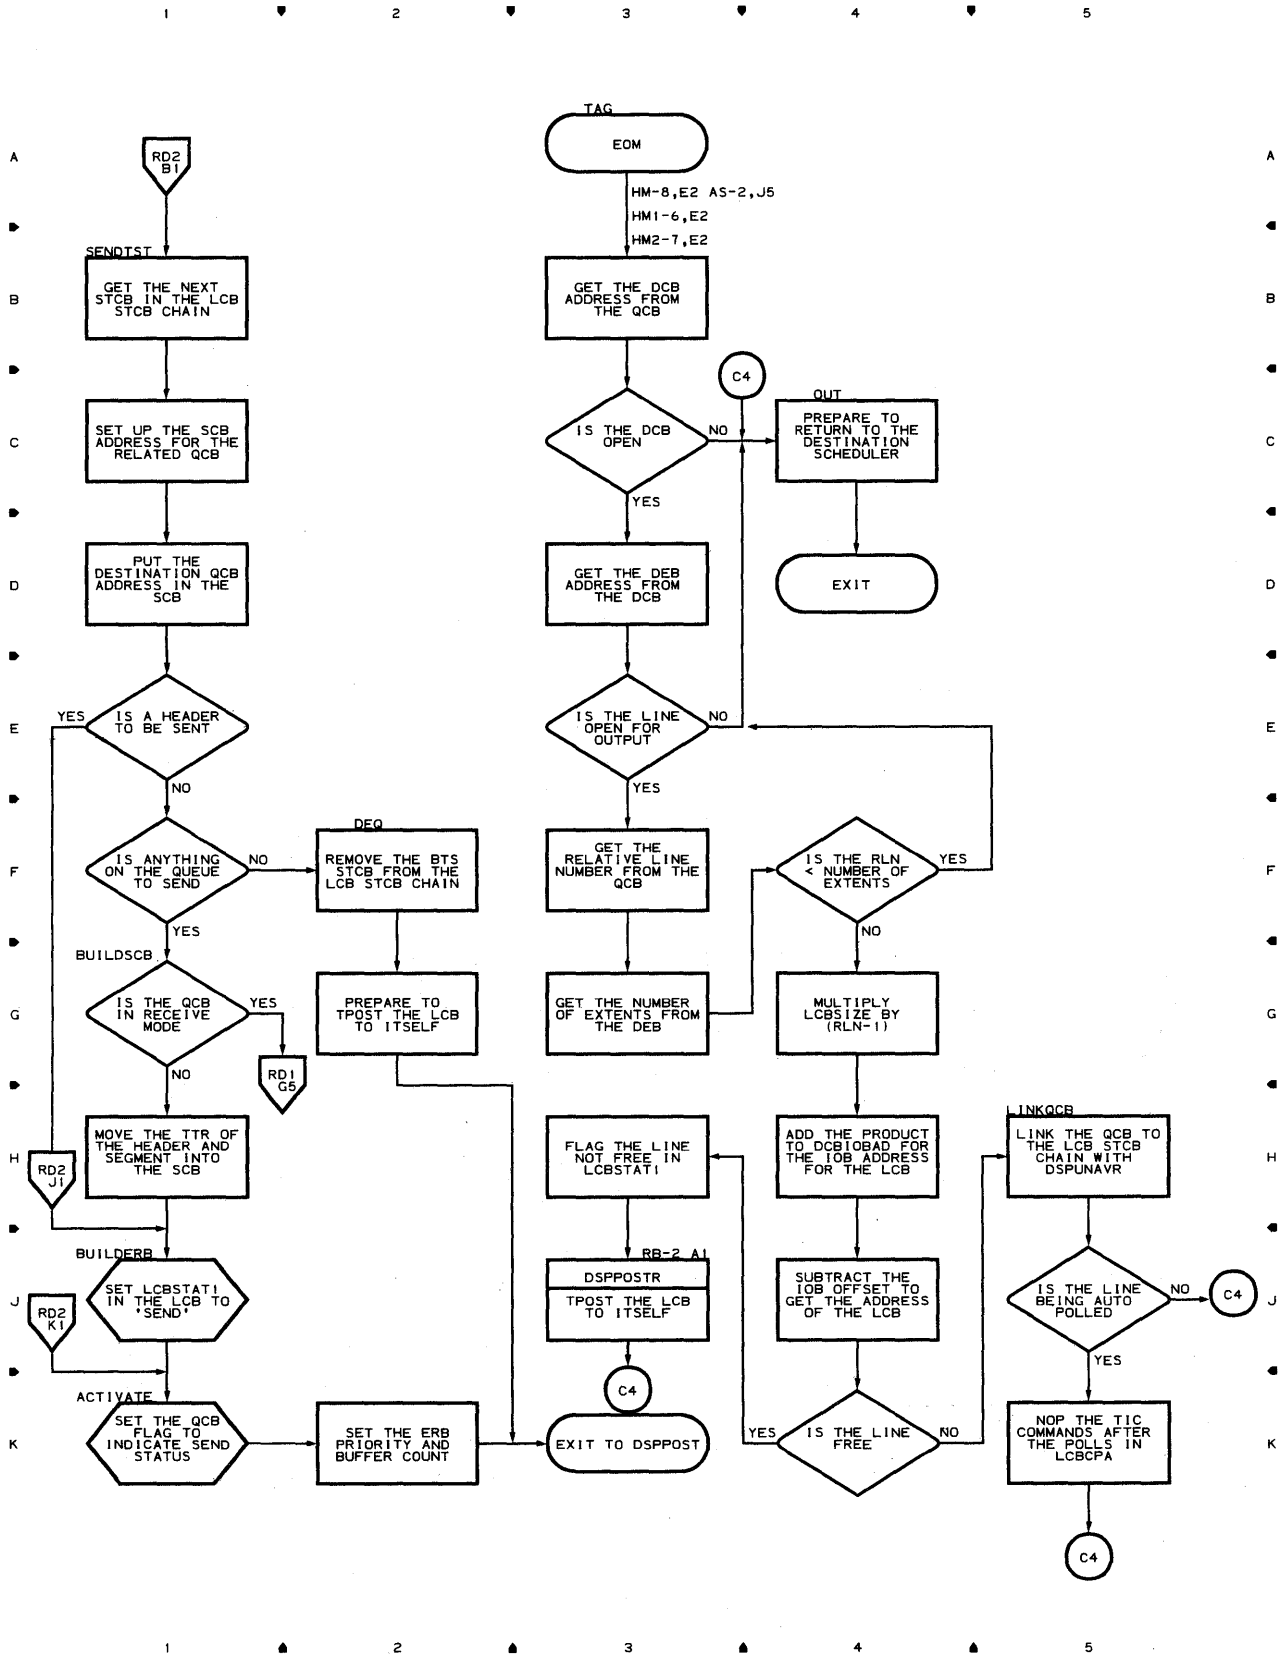 1 2 3 4 5
TAG
EOM
A
RD2
B1
A
HM-8,E2 AS-2,J5
HM1-6,E2
HM2-7,E2
SENDTST
GET THE NEXT
STCB IN THE LCB
STCB CHAIN
GET THE DCB
ADDRESS FROM
THE QCB
B
B
C4
OUT
SET UP THE SCB
ADDRESS FOR THE
RELATED QCB
IS THE DCB
OPEN
NO
YES
PREPARE TO
RETURN TO THE
DESTINATION
SCHEDULER
C
C
PUT THE
DESTINATION QCB
ADDRESS IN THE
SCB
GET THE DEB
ADDRESS FROM
THE DCB
EXIT
D
D
YES
IS A HEADER
TO BE SENT
NO
IS THE LINE
OPEN FOR
OUTPUT
NO
YES
E
E
IS ANYTHING
ON THE QUEUE
TO SEND
NO
YES
DEQ
REMOVE THE BTS
STCB FROM THE
LCB STCB CHAIN
GET THE
RELATIVE LINE
NUMBER FROM THE
QCB
IS THE RLN
< NUMBER OF
EXTENTS
YES
NO
F
F
BUILDSCB
IS THE QCB
IN RECEIVE
MODE
YES
NO
RD1
G5
PREPARE TO
TPOST THE LCB
TO ITSELF
GET THE NUMBER
OF EXTENTS FROM
THE DEB
MULTIPLY
LCBSIZE BY
(RLN-1)
G
G
RD2
J1
MOVE THE TTR OF
THE HEADER AND
SEGMENT INTO
THE SCB
FLAG THE LINE
NOT FREE IN
LCBSTAT1
ADD THE PRODUCT
TO DCBIOBAD FOR
THE IOB ADDRESS
FOR THE LCB
LINKQCB
LINK THE QCB TO
THE LCB STCB
CHAIN WITH
DSPUNAVR
H
H
BUILDERB
SET LCBSTAT1
IN THE LCB TO
'SEND'
RD2
K1
RB-2 A1
DSPPOSTR
TPOST THE LCB
TO ITSELF
SUBTRACT THE
IOB OFFSET TO
GET THE ADDRESS
OF THE LCB
IS THE LINE
BEING AUTO
POLLED
NO
C4
YES
J
J
C4
ACTIVATE
SET THE QCB
FLAG TO
INDICATE SEND
STATUS
SET THE ERB
PRIORITY AND
BUFFER COUNT
EXIT TO DSPPOST
YES
IS THE LINE
FREE
NO
NOP THE TIC
COMMANDS AFTER
THE POLLS IN
LCBCPA
K
K
C4
1 2 3 4 5